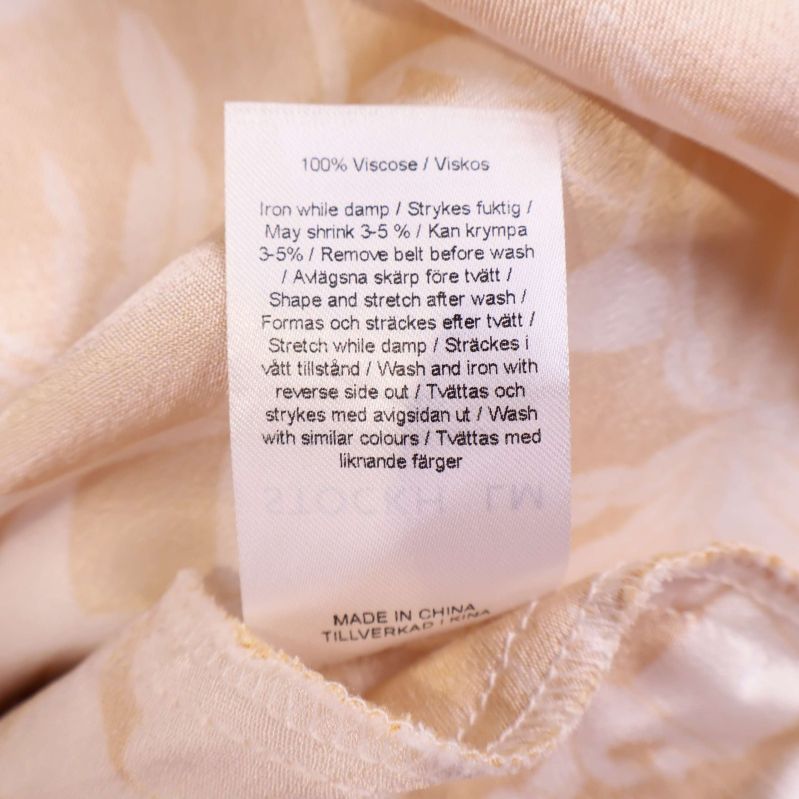 100% Viscose / Viskos
Iron while damp / Strykes fuktig /
May shrink 3-5 % / Kan krympa
3-5% / Remove belt before wash
/ Avlägsna skärp före tvätt /
Shape and stretch after wash /
Formas och sträckes efter tvätt /
Stretch while damp / Sträckes i
vått tillstånd / Wash and iron with
reverse side out / Tvättas och
strykes med avigsidan ut / Wash
with similar colours / Tvättas med
liknande färger
MADE IN CHINA
TILLVERKAD I KINA